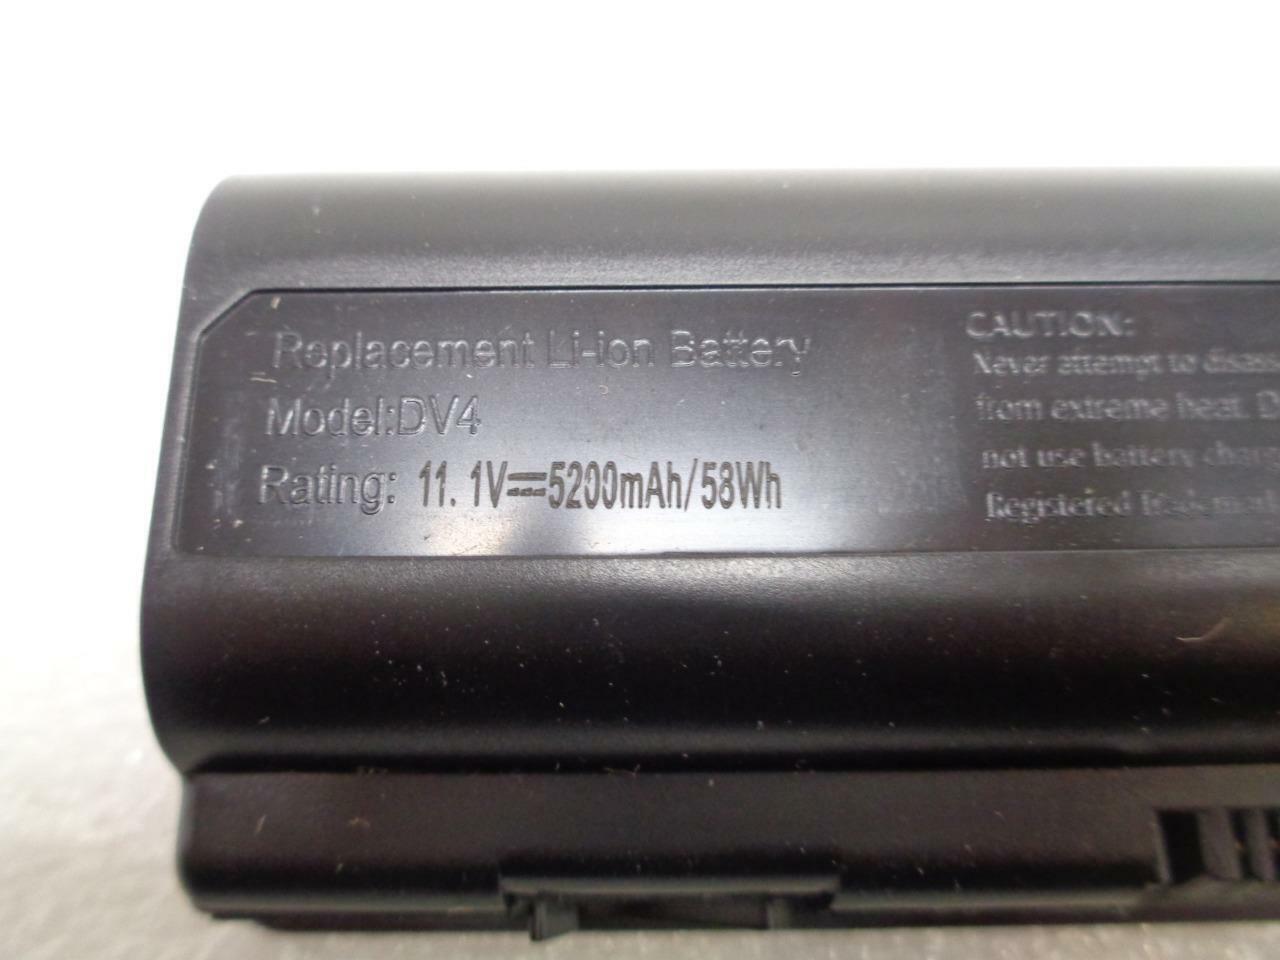 Replacement Li-ion Battery
Model:DV4
Rating: 11.1V⎓5200mAh/58Wh
CAUTION:
Never attempt to
from extreme heat.
not use battery
Registered